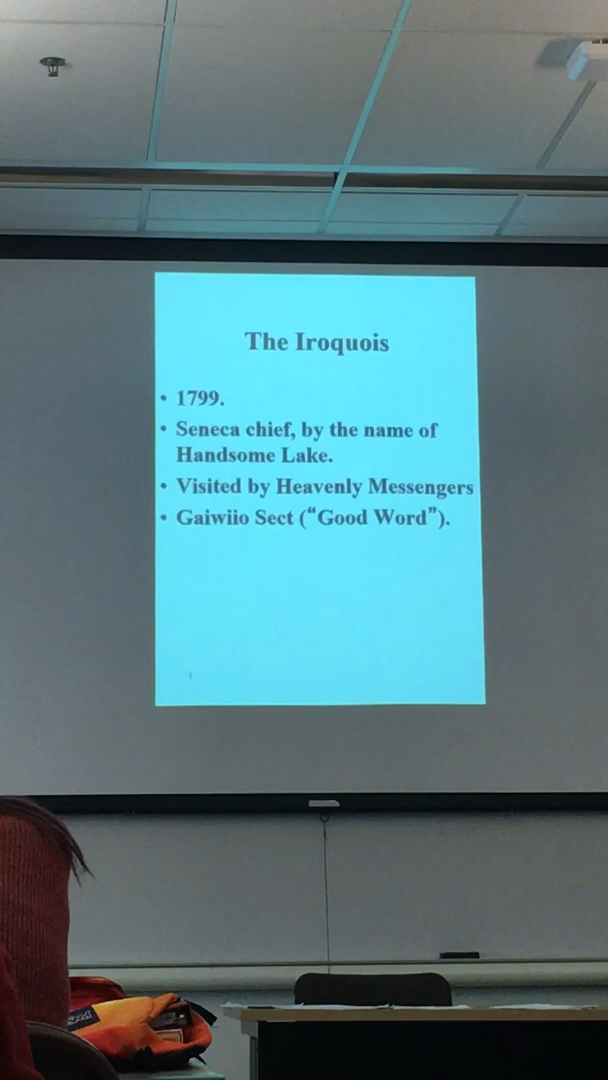 The Iroquois
• 1799.
• Seneca chief, by the name of
Handsome Lake.
• Visited by Heavenly Messengers
• Gaiwiio Sect (“Good Word”).